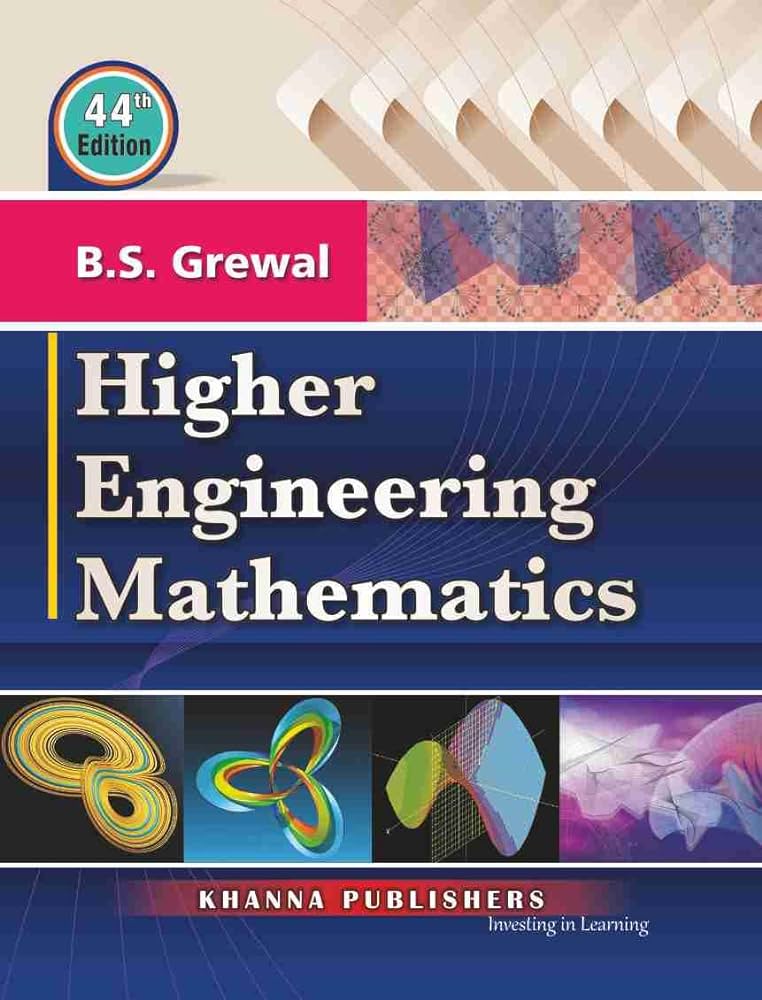 44th
Edition
B.S. Grewal
Higher
Engineering
Mathematics
KHANNA PUBLISHERS
Investing in Learning